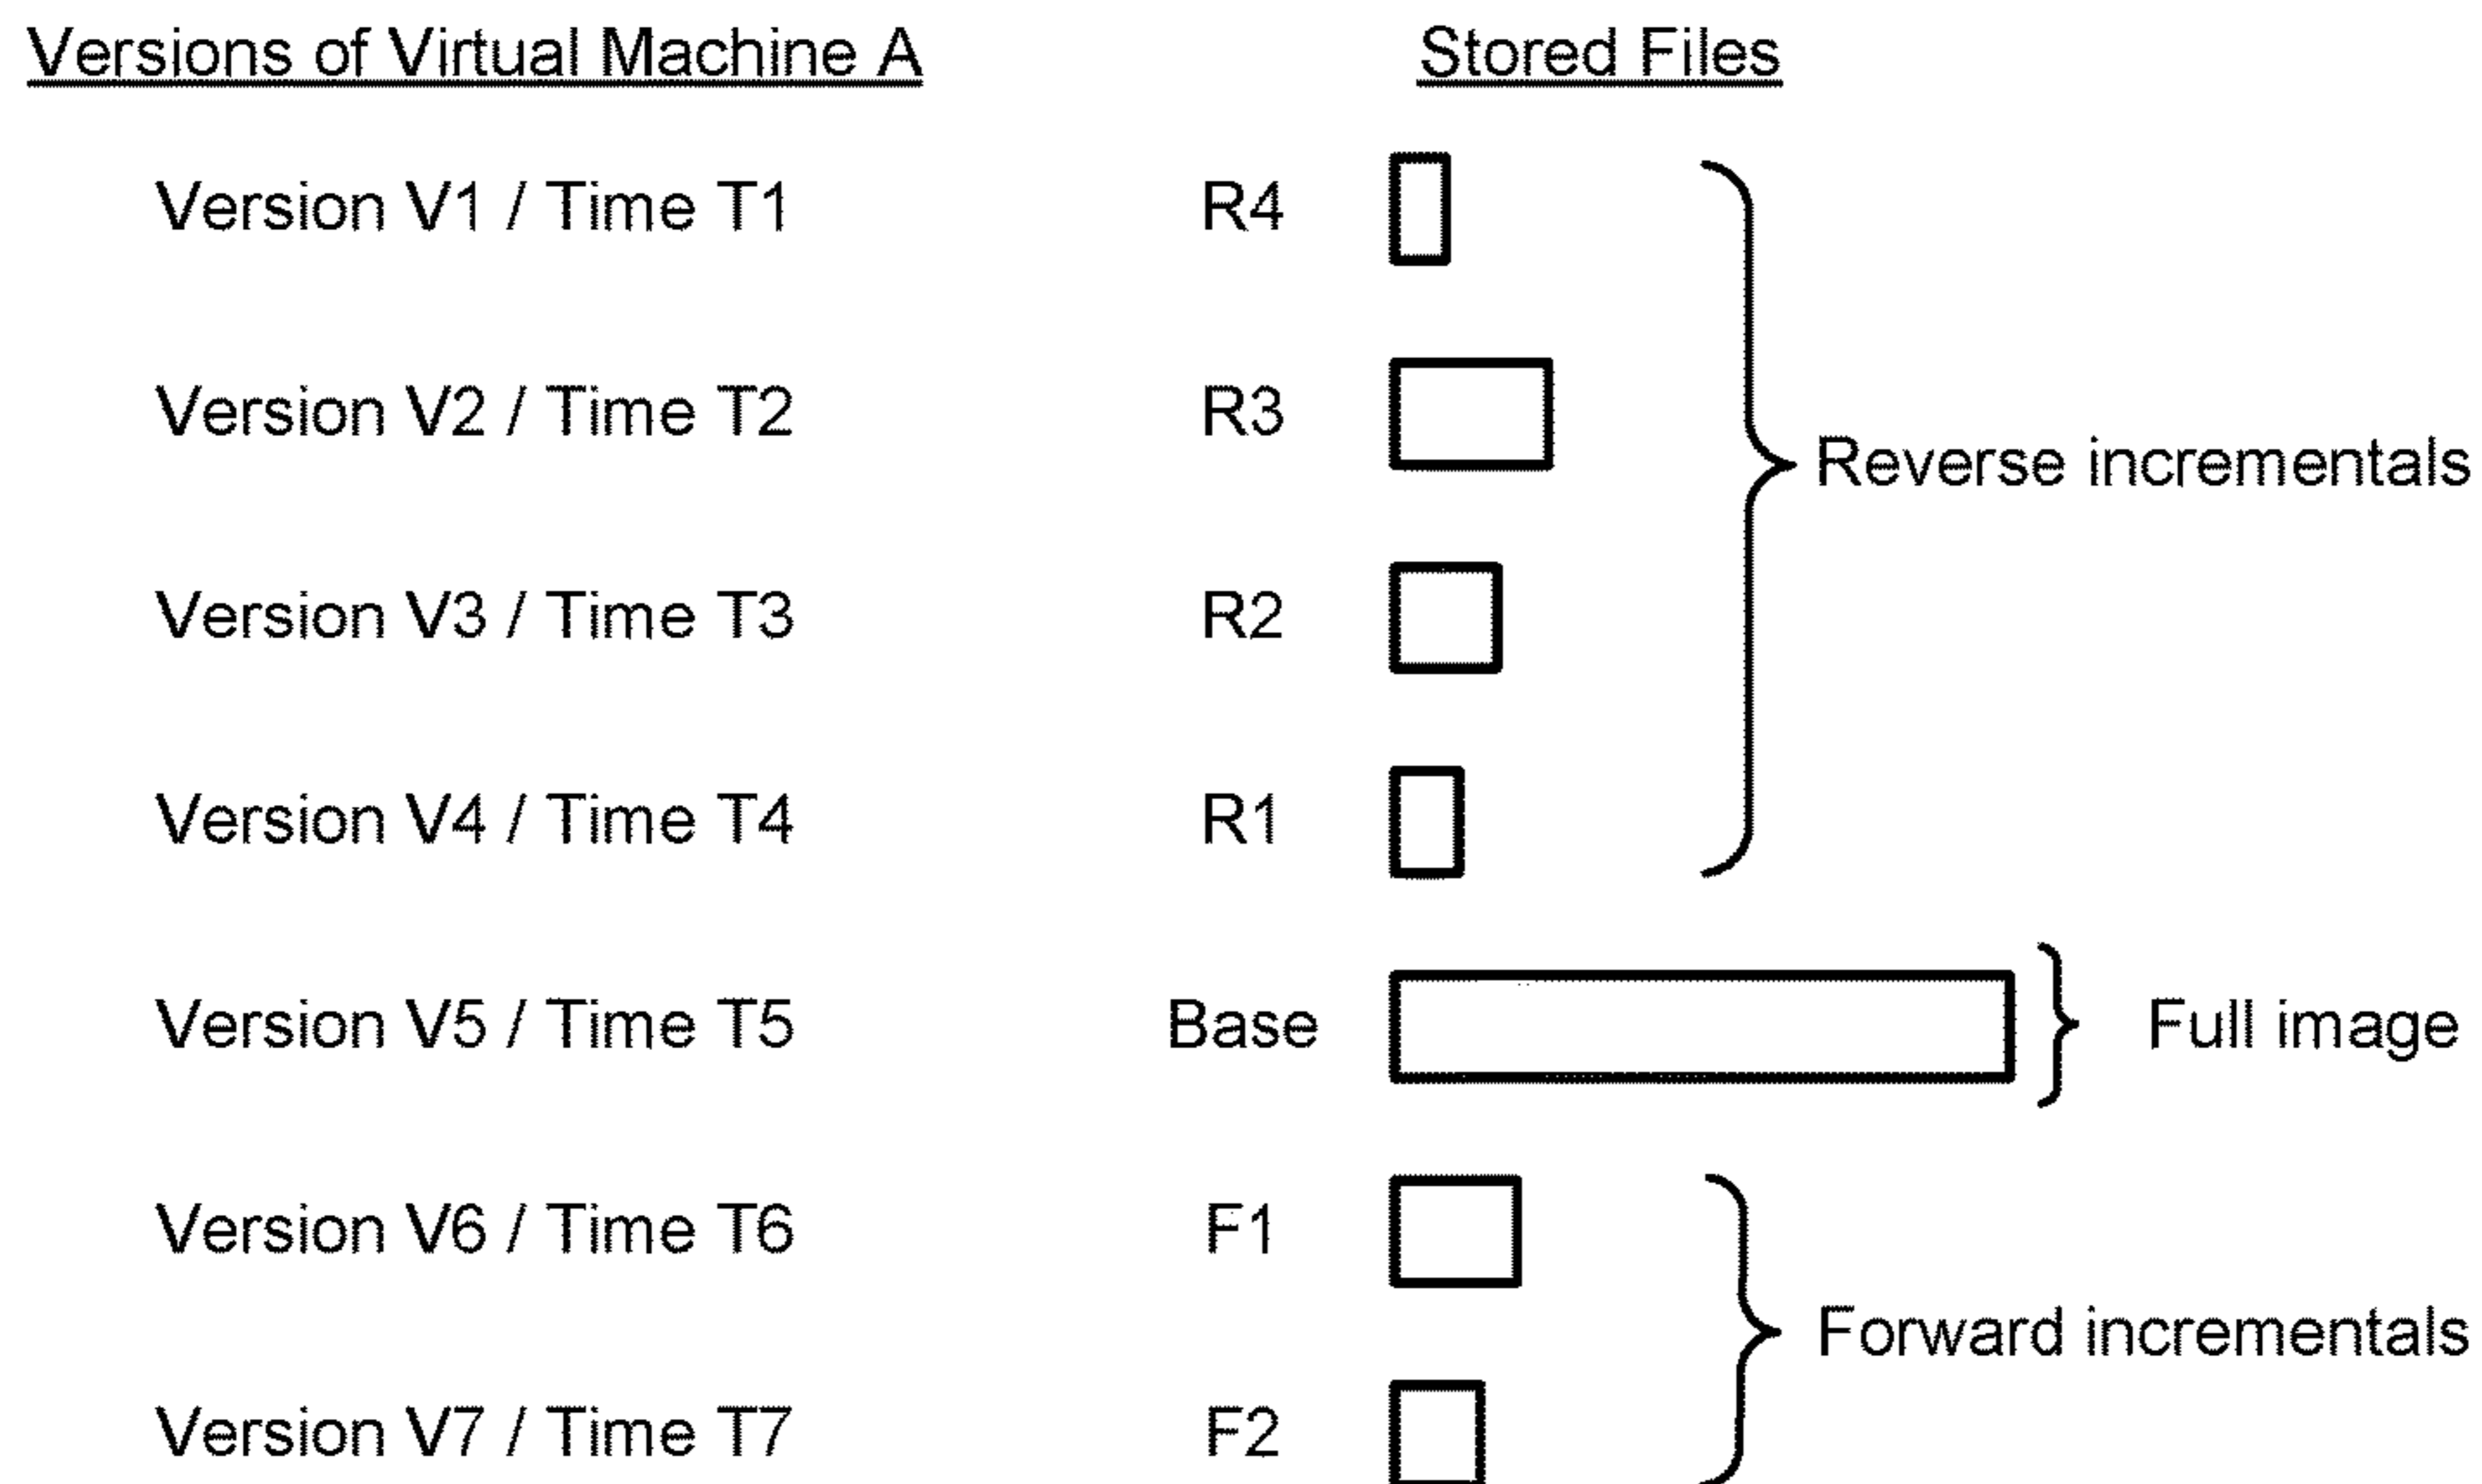 Versions of Virtual Machine A Stored Files
Version V1 / Time T1 R4
Version V2 / Time T2 R3
Reverse incrementals
Version V3 / Time T3 R2
Version V4 / Time T4 R1
Version V5 / Time T5 Base Full image
Version V6 / Time T6 F1
Forward incrementals
Version V7 / Time T7 F2